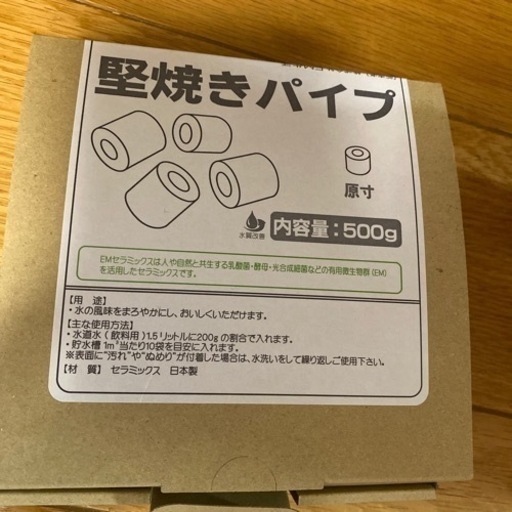 堅焼きパイプ
原寸
水質改善
内容量:500g
EMセラミックスは人や自然と共生する乳酸菌・酵母・光合成細菌などの有用微生物群(EM)
を活用したセラミックスです。
【用　途】
・水の風味をまろやかにし、おいしくいただけます。
【主な使用方法】
・水道水(飲料用)1.5リットルに200gの割合で入れます。
・貯水槽1m³当たり10袋を目安に入れます。
※表面に"汚れ"や"ぬめり"が付着した場合は、水洗いをして繰り返しご使用下さい。
【材　質】 セラミックス 日本製